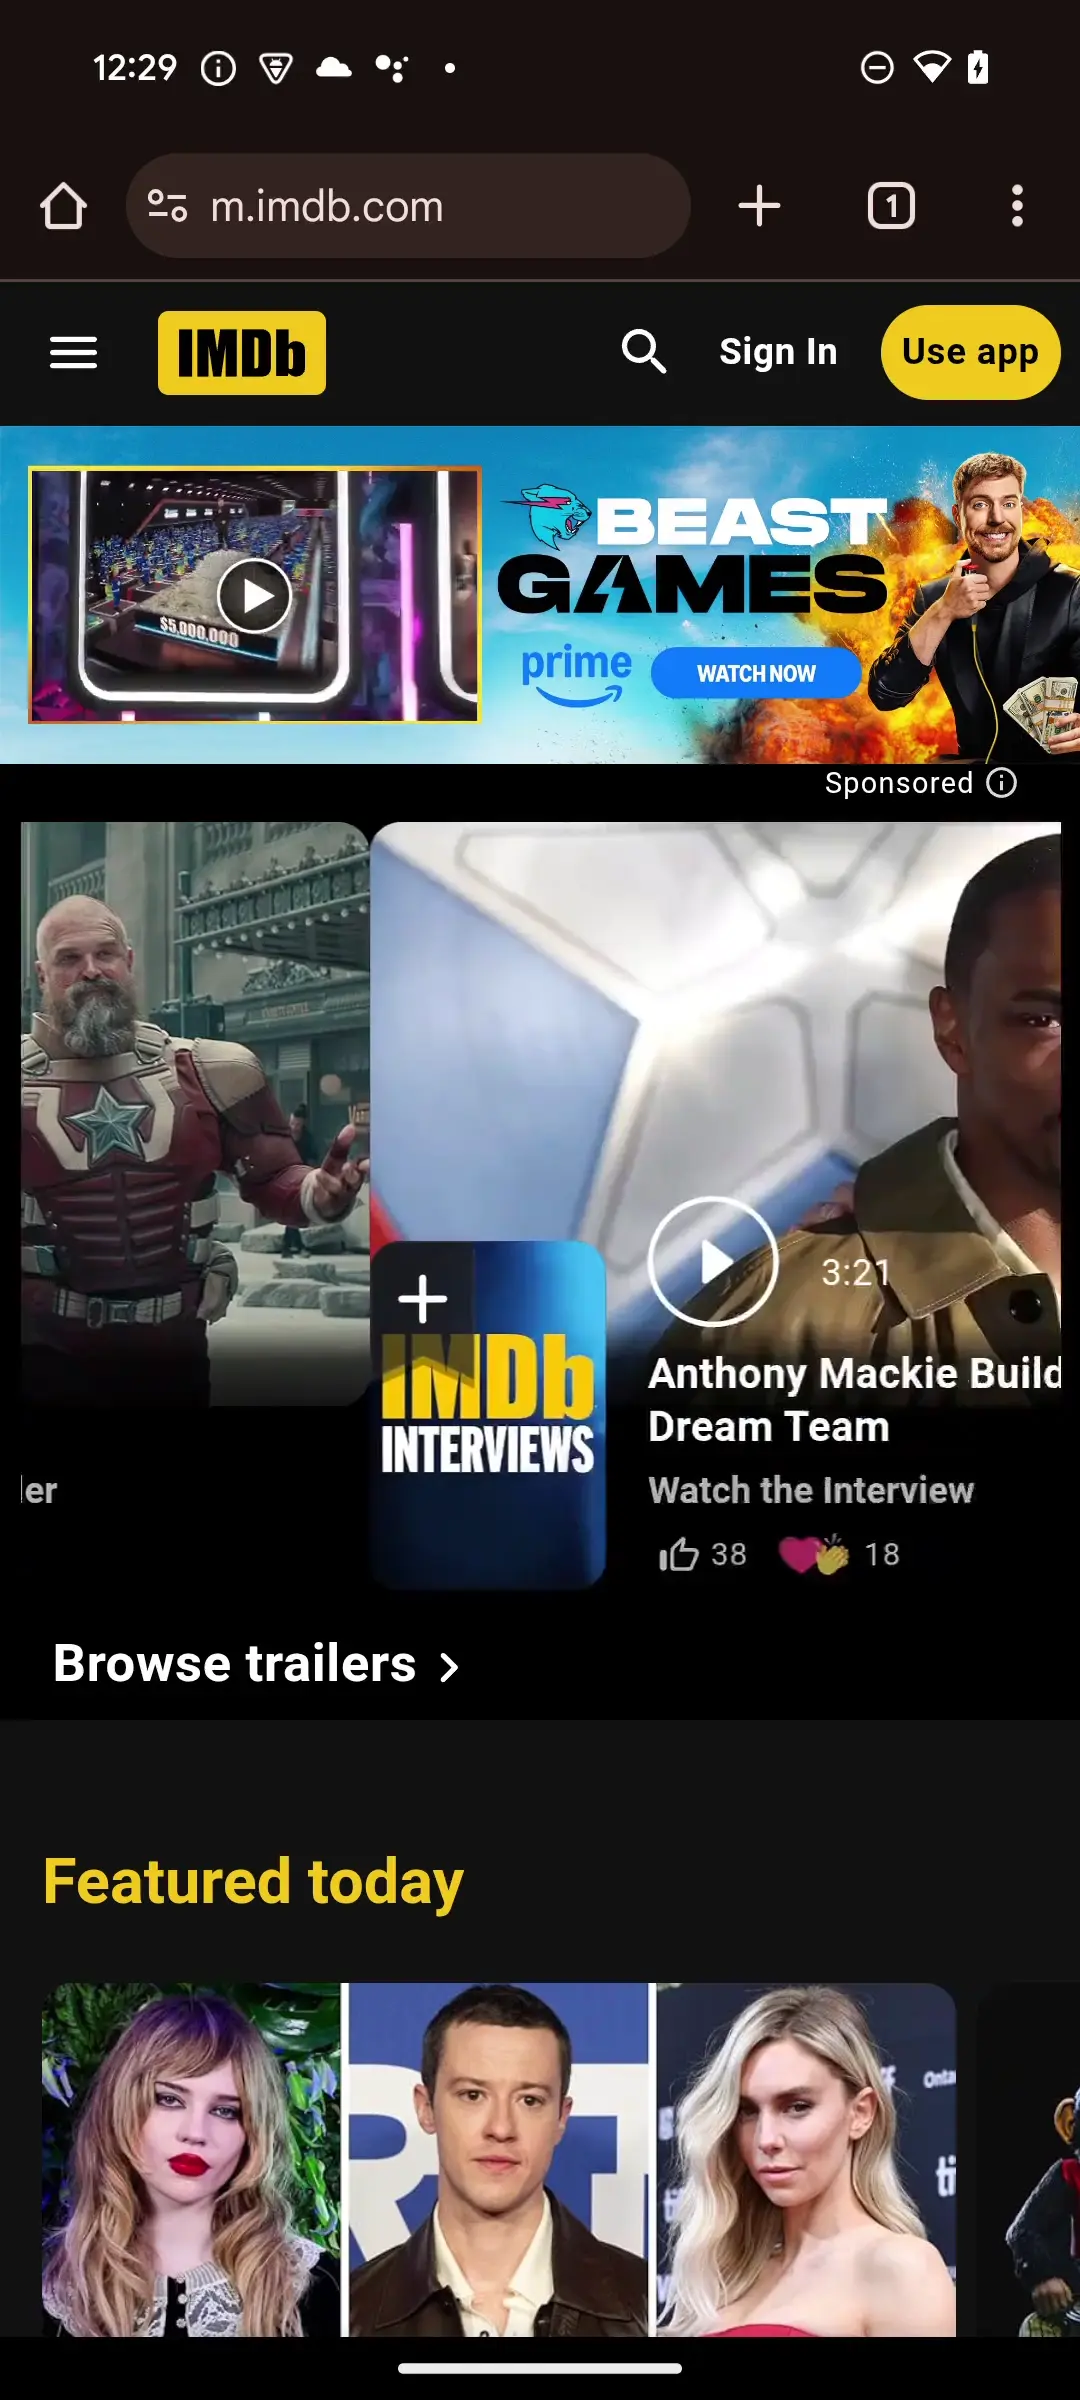 12:29
m.imdb.com
1
IMDb
Sign In
Use app
$5,000,000
BEAST
GAMES
prime
WATCH NOW
Sponsored
3:21
IMDb
INTERVIEWS
Anthony Mackie Build
Dream Team
Watch the Interview
er
38
18
Browse trailers
Featured today
Onta